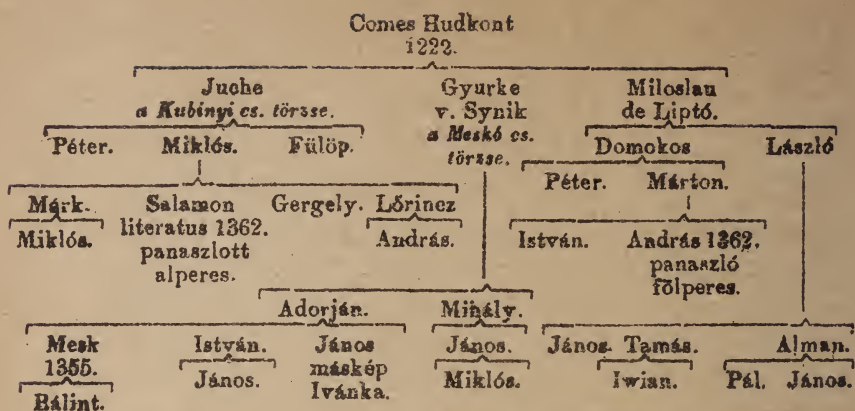 Comes Hudkont
1222.
Juche Gyurke Miloslau
a Kubinyi cs. törzse. v. Synik de Liptó.
a Meskó cs.
törzse.
Péter. Miklós. Fülöp. Domokos László
Péter. Márton.
Márk. Salamon Gergely. Lőrincz
Miklós. literatus 1362. András. István. András 1362.
panaszlott panaszló
alperes. fölperes.
Adorján. Mihály.
Mesk István. János János. János Tamás. Alman.
1355. János. máskép Miklós. Iwian. Pál. János.
Bálint. Ivánka.